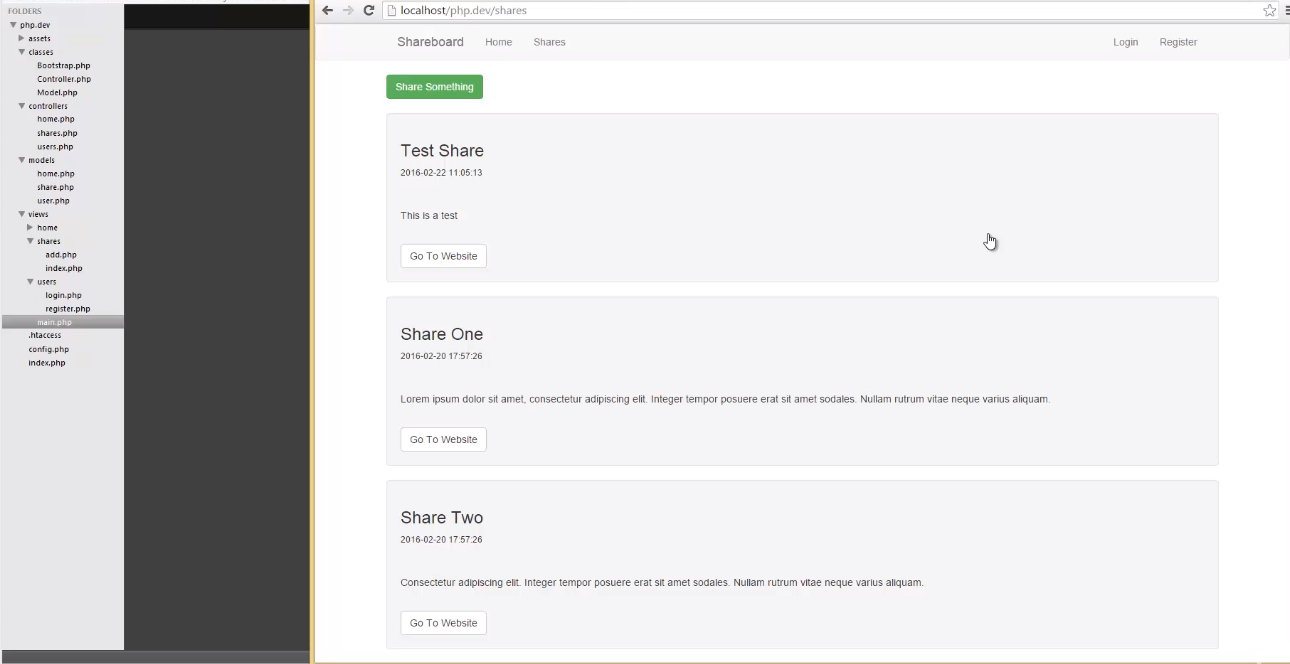 FOLDERS
php.dev
assets
classes
Bootstrap.php
Controller.php
Model.php
controllers
home.php
shares.php
users.php
models
home.php
share.php
user.php
views
home
shares
add.php
index.php
users
login.php
register.php
main.php
.htaccess
config.php
index.php
localhost/php.dev/shares
Shareboard Home Shares Login Register
Share Something
Test Share
2016-02-22 11:05:13
This is a test
Go To Website
Share One
2016-02-20 17:57:26
Lorem ipsum dolor sit amet, consectetur adipiscing elit. Integer tempor posuere erat sit amet sodales. Nullam rutrum vitae neque varius aliquam.
Go To Website
Share Two
2016-02-20 17:57:26
Consectetur adipiscing elit. Integer tempor posuere erat sit amet sodales. Nullam rutrum vitae neque varius aliquam.
Go To Website